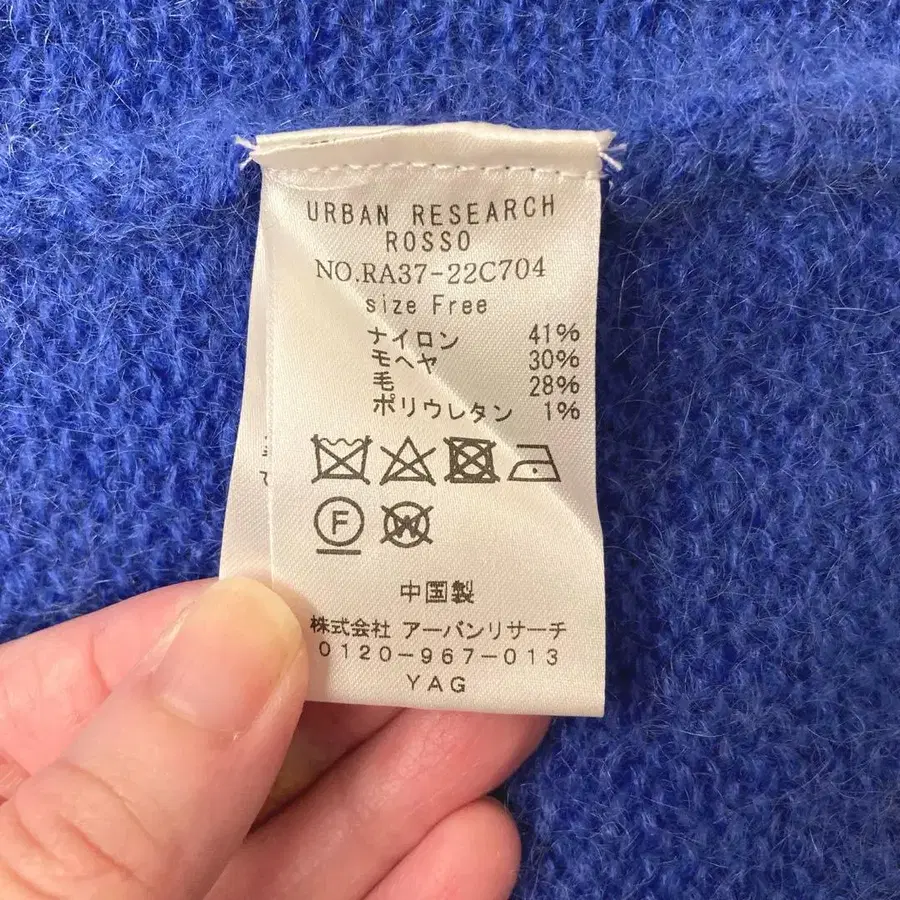 URBAN RESEARCH
ROSSO
NO.RA37-22C704
size Free
ナイロン 41%
モヘヤ 30%
毛 28%
ポリウレタン 1%
F
W
中国製
株式会社 アーバンリサーチ
0120-967-013
YAG